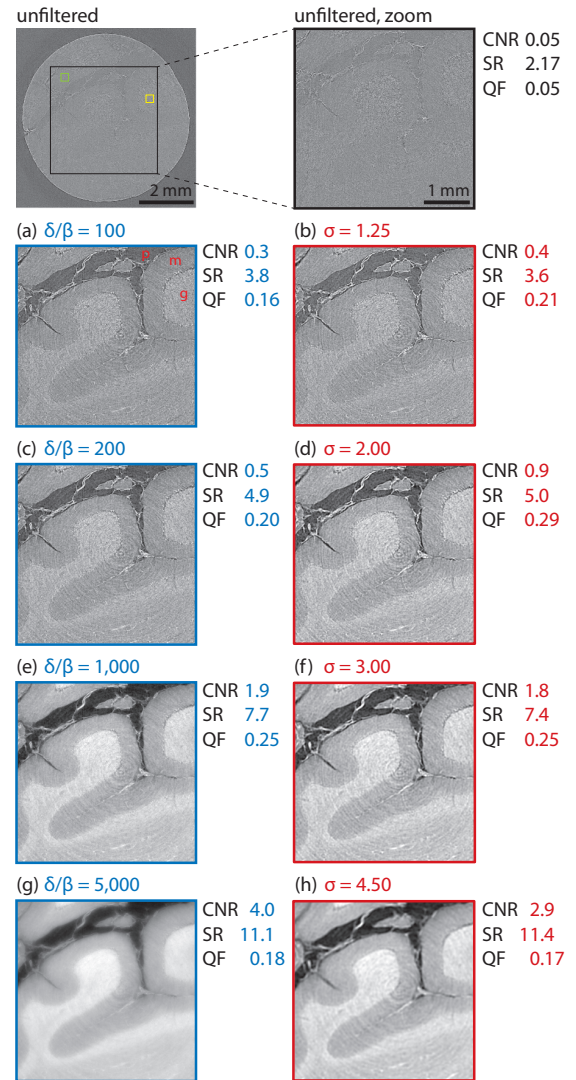 unfiltered
unfiltered, zoom
CNR 0.05
SR 2.17
QF 0.05
2 mm
1 mm
(a) δ/β = 100
p
m
g
CNR 0.3
SR 3.8
QF 0.16
(b) σ = 1.25
CNR 0.4
SR 3.6
QF 0.21
(c) δ/β = 200
CNR 0.5
SR 4.9
QF 0.20
(d) σ = 2.00
CNR 0.9
SR 5.0
QF 0.29
(e) δ/β = 1,000
CNR 1.9
SR 7.7
QF 0.25
(f) σ = 3.00
CNR 1.8
SR 7.4
QF 0.25
(g) δ/β = 5,000
CNR 4.0
SR 11.1
QF 0.18
(h) σ = 4.50
CNR 2.9
SR 11.4
QF 0.17